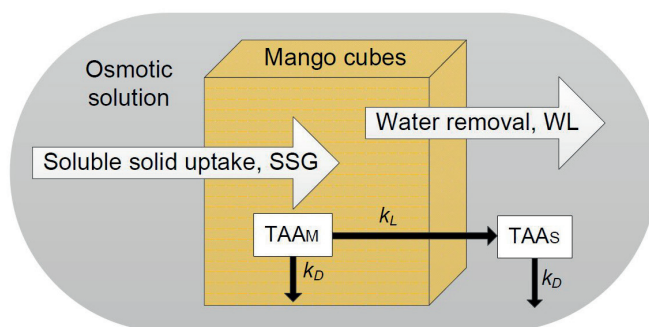 Mango cubes
Osmotic
solution
Water removal, WL
Soluble solid uptake, SSG
TAAM
kL
TAAS
kD
kD